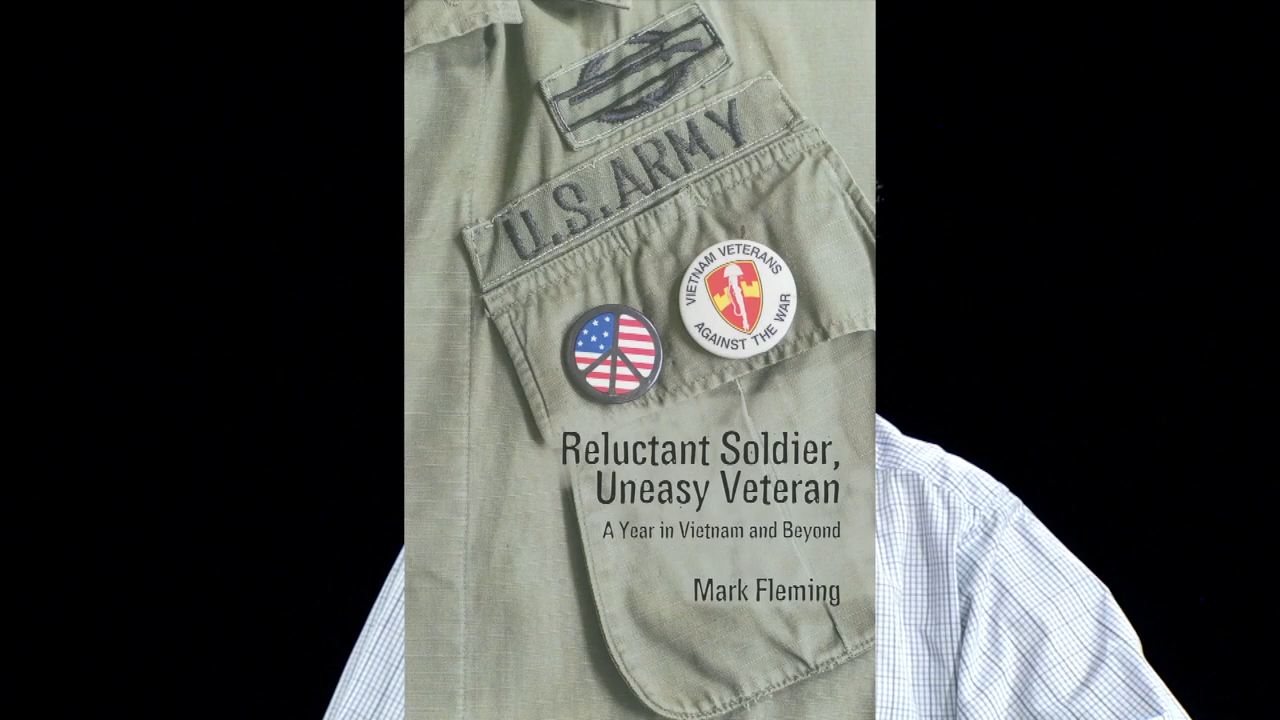 U.S. ARMY
VIETNAM VETERANS
AGAINST THE WAR
Reluctant Soldier,
Uneasy Veteran
A Year in Vietnam and Beyond
Mark Fleming